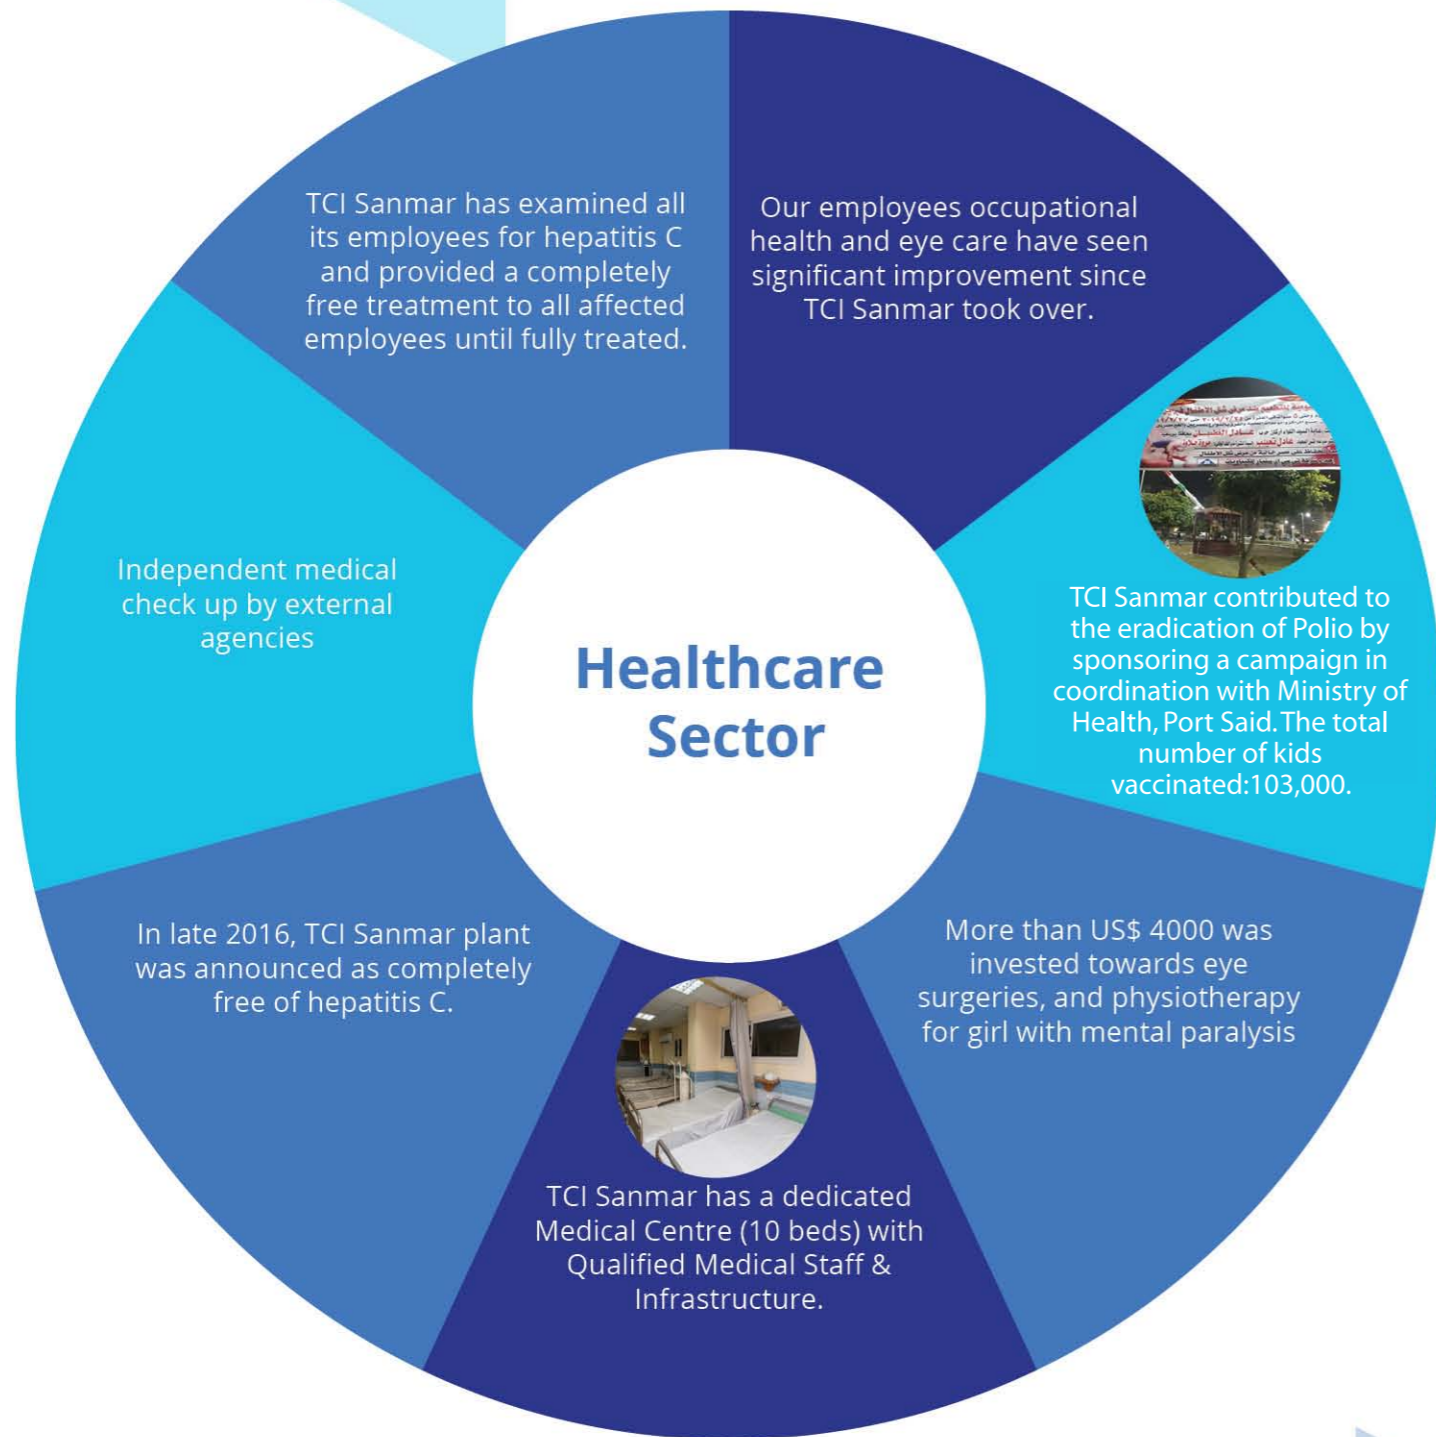 Healthcare
Sector
Our employees occupational
health and eye care have seen
significant improvement since
TCI Sanmar took over.
TCI Sanmar contributed to
the eradication of Polio by
sponsoring a campaign in
coordination with Ministry of
Health, Port Said. The total
number of kids
vaccinated:103,000.
More than US$ 4000 was
invested towards eye
surgeries, and physiotherapy
for girl with mental paralysis
TCI Sanmar has a dedicated
Medical Centre (10 beds) with
Qualified Medical Staff &
Infrastructure.
In late 2016, TCI Sanmar plant
was announced as completely
free of hepatitis C.
Independent medical
check up by external
agencies
TCI Sanmar has examined all
its employees for hepatitis C
and provided a completely
free treatment to all affected
employees until fully treated.